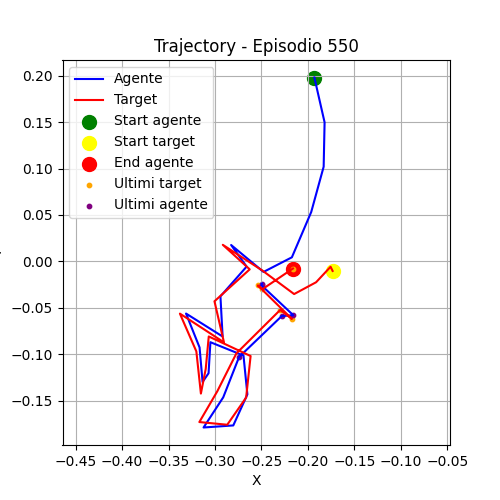 Trajectory - Episodio 550
Agente
Target
Start agente
Start target
End agente
Ultimi target
Ultimi agente
0.20
0.15
0.10
0.05
0.00
−0.05
−0.10
−0.15
−0.45 −0.40 −0.35 −0.30 −0.25 −0.20 −0.15 −0.10 −0.05
X